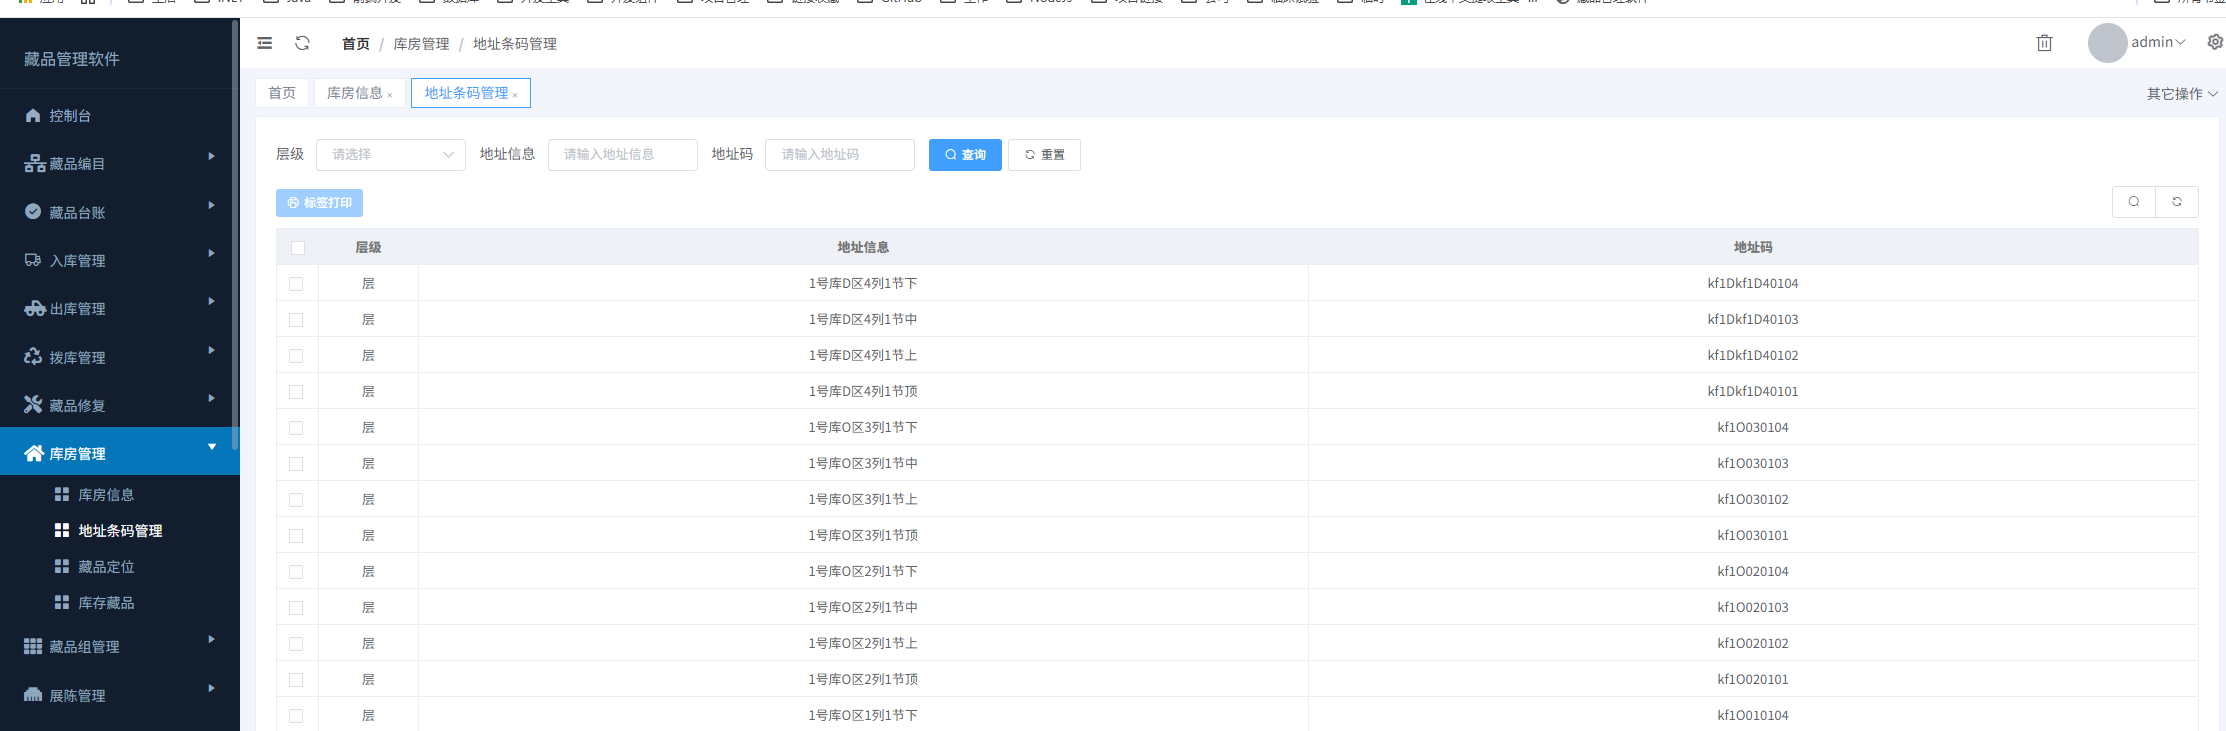 藏品管理软件
控制台
藏品编目
藏品台账
入库管理
出库管理
拨库管理
藏品修复
库房管理
库房信息
地址条码管理
藏品定位
库存藏品
藏品组管理
展陈管理
首页 / 库房管理 / 地址条码管理
admin
首页 库房信息 × 地址条码管理 ×
其它操作
层级 请选择 地址信息 请输入地址信息 地址码 请输入地址码 查询 重置
标签打印
层级 地址信息 地址码
层 1号库D区4列1节下 kf1Dkf1D40104
层 1号库D区4列1节中 kf1Dkf1D40103
层 1号库D区4列1节上 kf1Dkf1D40102
层 1号库D区4列1节顶 kf1Dkf1D40101
层 1号库O区3列1节下 kf1O030104
层 1号库O区3列1节中 kf1O030103
层 1号库O区3列1节上 kf1O030102
层 1号库O区3列1节顶 kf1O030101
层 1号库O区2列1节下 kf1O020104
层 1号库O区2列1节中 kf1O020103
层 1号库O区2列1节上 kf1O020102
层 1号库O区2列1节顶 kf1O020101
层 1号库O区1列1节下 kf1O010104